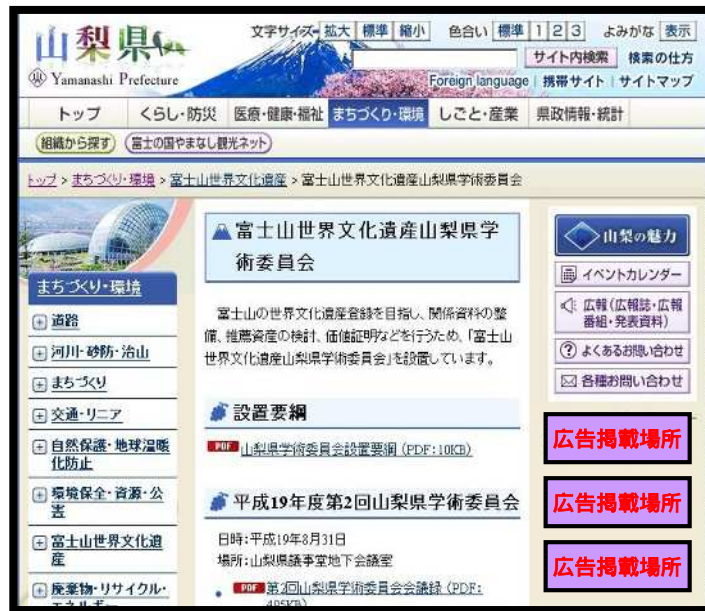 山梨県
Yamanashi Prefecture
文字サイズ 拡大 標準 縮小 色合い 標準 1 2 3 よみがな 表示
サイト内検索 検索の仕方
Foreign language 携帯サイト サイトマップ
トップ くらし・防災 医療・健康・福祉 まちづくり・環境 しごと・産業 県政情報・統計
組織から探す 富士の国やまなし観光ネット
トップ > まちづくり・環境 > 富士山世界文化遺産 > 富士山世界文化遺産山梨県学術委員会
まちづくり・環境
道路
河川・砂防・治山
まちづくり
交通・リニア
自然保護・地球温暖
化防止
環境保全・資源・公
害
富士山世界文化遺
産
廃棄物・リサイクル・
エネルギー
富士山世界文化遺産山梨県学
術委員会
富士山の世界文化遺産登録を目指し、関係資料の整
備、推薦資産の検討、価値証明などを行うため、「富士山
世界文化遺産山梨県学術委員会」を設置しています。
設置要綱
PDF 山梨県学術委員会設置要綱 (PDF:10KB)
平成19年度第2回山梨県学術委員会
日時:平成19年8月31日
場所:山梨県議事堂地下会議室
PDF 第2回山梨県学術委員会会議録 (PDF:
495KB)
山梨の魅力
イベントカレンダー
広報(広報誌・広報
番組・発表資料)
よくあるお問い合わせ
各種お問い合わせ
広告掲載場所
広告掲載場所
広告掲載場所